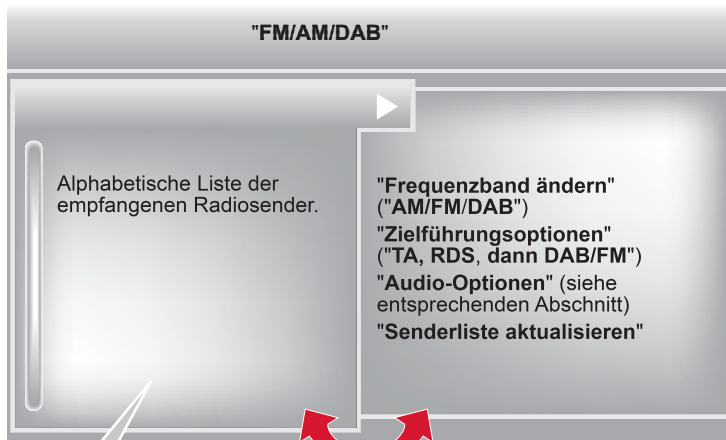 "FM/AM/DAB"
Alphabetische Liste der
empfangenen Radiosender.
"Frequenzband ändern"
("AM/FM/DAB")
"Zielführungsoptionen"
("TA, RDS, dann DAB/FM")
"Audio-Optionen" (siehe
entsprechenden Abschnitt)
"Senderliste aktualisieren"